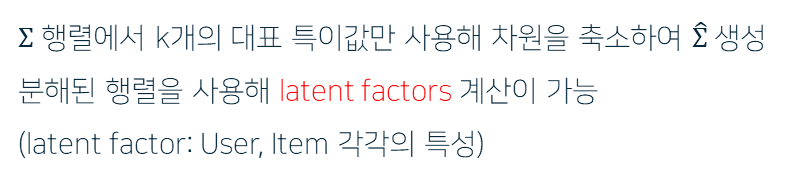 Σ 행렬에서 k개의 대표 특이값만 사용해 차원을 축소하여 Σ̂ 생성
분해된 행렬을 사용해 latent factors 계산이 가능
(latent factor: User, Item 각각의 특성)